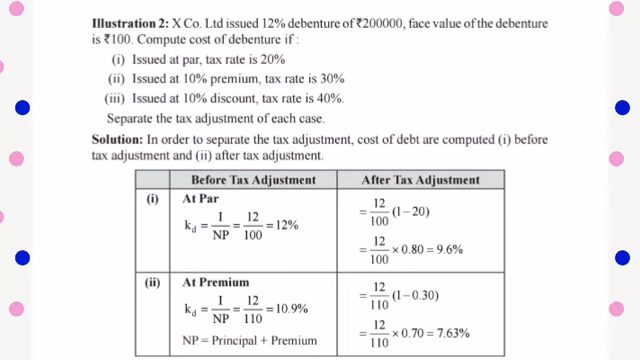 Illustration 2: X Co. Ltd issued 12% debenture of ₹200000, face value of the debenture
is ₹100. Compute cost of debenture if :
(i) Issued at par, tax rate is 20%
(ii) Issued at 10% premium, tax rate is 30%
(iii) Issued at 10% discount, tax rate is 40%.
Separate the tax adjustment of each case.
Solution: In order to separate the tax adjustment, cost of debt are computed (i) before
tax adjustment and (ii) after tax adjustment.
Before Tax Adjustment After Tax Adjustment
(i) At Par
k_d = I/NP = 12/100 = 12%
= 12/100 (1–20)
= 12/100 × 0.80 = 9.6%
(ii) At Premium
k_d = I/NP = 12/110 = 10.9%
NP = Principal + Premium
= 12/110 (1–0.30)
= 12/110 × 0.70 = 7.63%